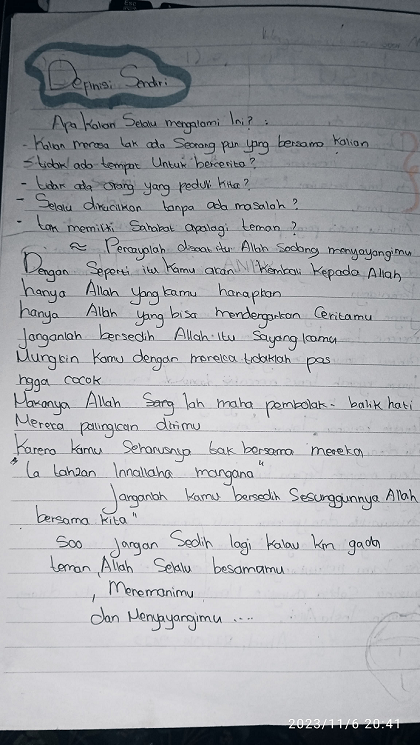 Definisi Sendiri
Apa Kalian Selalu mengalami Ini? :
- Kalian merasa tak ada Seorang pun yang bersama Kalian
- tidak ada tempat Untuk bercerita?
- tidak ada orang yang peduli kita?
- Selalu dikucilkan tanpa ada masalah?
- tak memiliki Sahabat apalagi teman?
≈ Percayalah disaat itu Allah Sedang menyayangimu
Dengan Seperti itu Kamu akan Kembali Kepada Allah
hanya Allah yang kamu harapkan
hanya Allah yang bisa mendengarkan Ceritamu
Janganlah bersedih Allah itu Sayang kamu
Mungkin Kamu dengan mereka tidaklah pas
ngga cocok
Makanya Allah Sang lah maha pembolak-balik hati
Mereka palingkan dirimu
Karena kamu Seharusnya tak bersama mereka
"la tahzan Innallaha mangana"
Janganlah kamu bersedih Sesungguhnya Allah
bersama kita"
Soo Jangan Sedih lagi kalau km gada
teman, Allah Selalu besamamu
, Menemanimu
dan Menyayangimu ....
2023/11/6 20:41